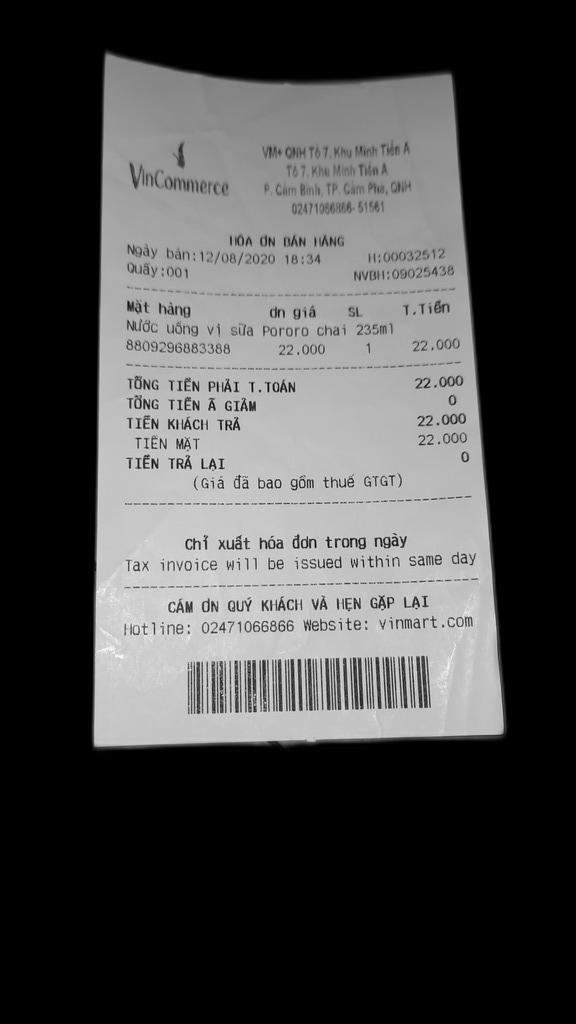 VinCommerce
VM+ QNH Tổ 7, Khu Minh Tiến A
Tổ 7, Khu Minh Tiến A
P. Cẩm Bình, TP. Cẩm Phả, QNH
02471066866-51561
HÓA ƠN BÁN HÀNG
Ngày bán:12/08/2020 18:34 H:00032512
Quầy:001 NVBH:09025438
Mặt hàng ơn giá SL T.Tiền
Nước uống vị sữa Pororo chai 235ml
8809296883388 22.000 1 22.000
TỔNG TIỀN PHẢI T.TOÁN 22.000
TỔNG TIỀN Ã GIẢM 0
TIỀN KHÁCH TRẢ 22.000
TIỀN MẶT 22.000
TIỀN TRẢ LẠI 0
(Giá đã bao gồm thuế GTGT)
Chỉ xuất hóa đơn trong ngày
Tax invoice will be issued within same day
CẢM ƠN QUÝ KHÁCH VÀ HẸN GẶP LẠI
Hotline: 02471066866 Website: vinmart.com